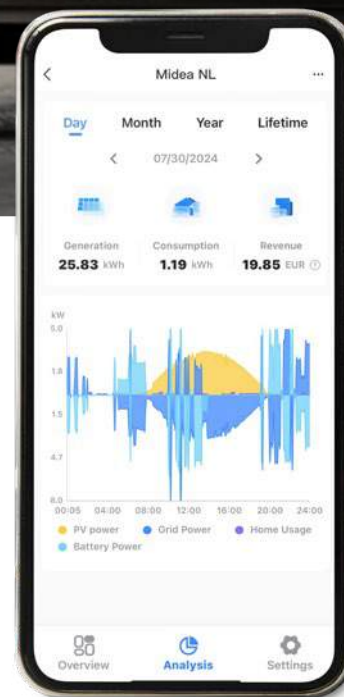 Midea NL
...
Day Month Year Lifetime
< 07/30/2024 >
Generation Consumption Revenue
25.83 kWh 1.19 kWh 19.85 EUR
kW
5.0
1.8
1.5
4.7
8.0
00:05 04:00 08:00 12:00 16:00 20:00 24:00
PV power Grid Power Home Usage
Battery Power
Overview Analysis Settings